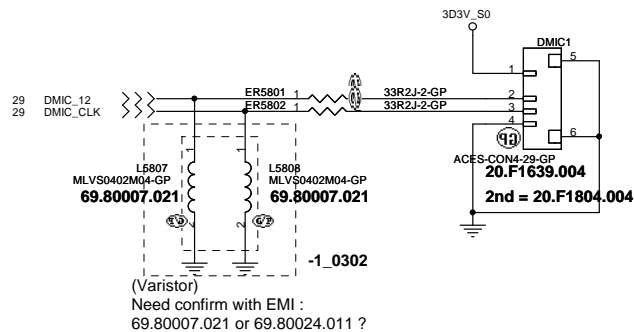 3D3V_S0
DMIC1
1
5
29 DMIC_12
ER5801 1
33R2J-2-GP
2
29 DMIC_CLK
ER5802 1
33R2J-2-GP
3
4
6
ACES-CON4-29-GP
20.F1639.004
2nd = 20.F1804.004
1
1
L5807
MLVS0402M04-GP
69.80007.021
L5808
MLVS0402M04-GP
69.80007.021
2
2
-1_0302
(Varistor)
Need confirm with EMI :
69.80007.021 or 69.80024.011 ?